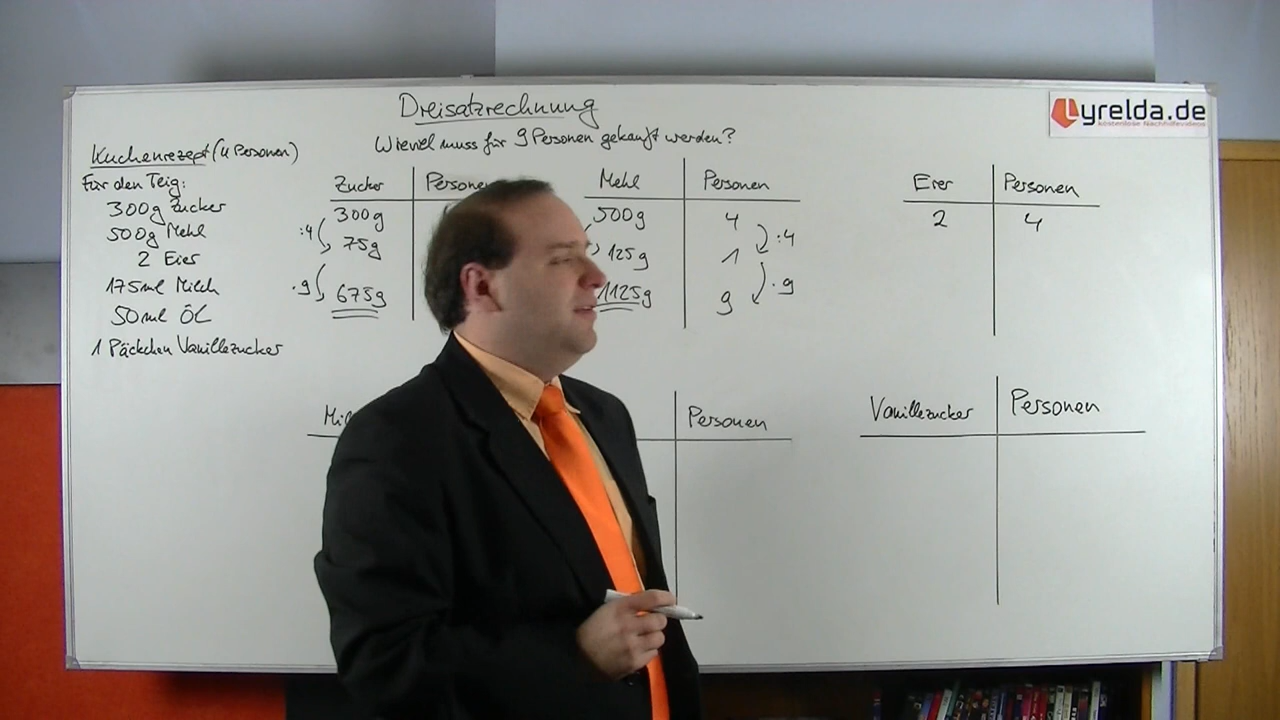 Dreisatzrechnung
Wieviel muss für 9 Personen gekauft werden?
Lyrelda.de
kostenlose Nachhilfevideos
Kuchenrezept (4 Personen)
Für den Teig:
300g Zucker
500g Mehl
2 Eier
175ml Milch
50ml Öl
1 Päckchen Vanillezucker
Zucker
300g
:4 75g
·9 675g
Mehl Personen
500g 4
125g 1 :4
1125g 9 ·9
Eier Personen
2 4
Personen
Vanillezucker Personen